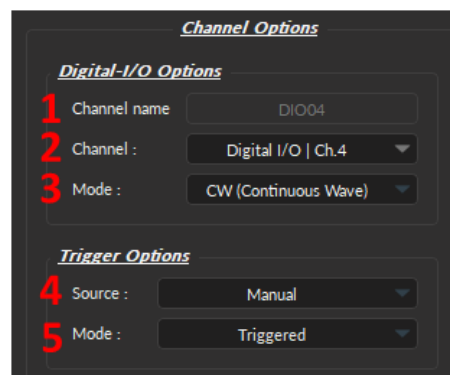 Channel Options
Digital-I/O Options
1 Channel name DIO04
2 Channel : Digital I/O | Ch.4
3 Mode : CW (Continuous Wave)
Trigger Options
4 Source : Manual
5 Mode : Triggered